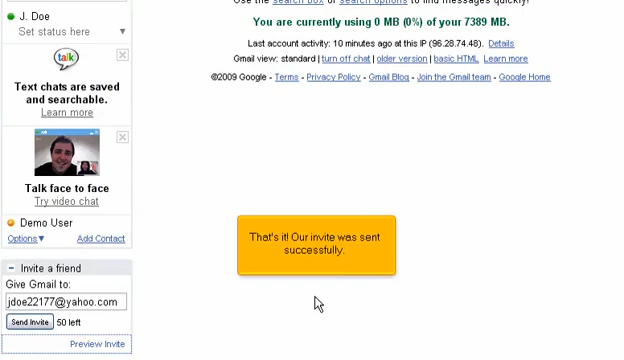 Use the search box or search options to find messages quickly!
J. Doe
Set status here
You are currently using 0 MB (0%) of your 7389 MB.
Last account activity: 10 minutes ago at this IP (96.28.74.48). Details
Gmail view: standard | turn off chat | older version | basic HTML Learn more
©2009 Google - Terms - Privacy Policy - Gmail Blog - Join the Gmail team - Google Home
talk
Text chats are saved
and searchable.
Learn more
Talk face to face
Try video chat
Demo User
Options▼ Add Contact
That's it! Our invite was sent
successfully.
Invite a friend
Give Gmail to:
jdoe22177@yahoo.com
Send Invite 50 left
Preview Invite